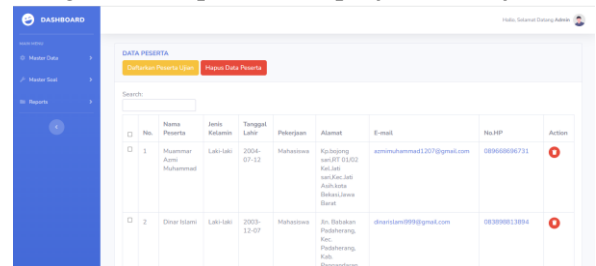 DASHBOARD
Hallo, Selamat Datang, Admin
Master Data
Master Soal
Reports
DATA PESERTA
Daftarkan Peserta Ujian
Hapus Data Peserta
Search:
No. Nama Peserta Jenis Kelamin Tanggal Lahir Pekerjaan Alamat E-mail No.HP Action
1 Muammar Azmi Muhammad Laki-laki 2004-07-12 Mahasiswa
Kp.bojong
sari,RT 01/02
Kel.Jati
sari,Kec.Jati
Asih,kota
Bekasi,Jawa
Barat
azmimuhammad1207@gmail.com 089668696731
2 Dinar Islami Laki-laki 2003-12-07 Mahasiswa
Jln. Babakan
Padaherang,
Kec.
Padaherang,
Kab.
Pangandaran
dinarislami999@gmail.com 083898813894